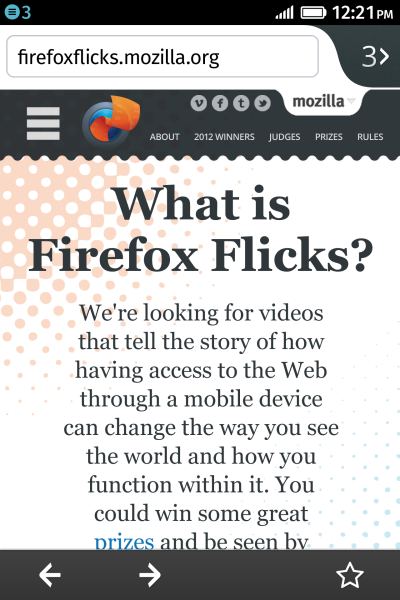 3
12:21PM
firefoxflicks.mozilla.org
3
mozilla
ABOUT 2012 WINNERS JUDGES PRIZES RULES
What is
Firefox Flicks?
We're looking for videos
that tell the story of how
having access to the Web
through a mobile device
can change the way you see
the world and how you
function within it. You
could win some great
prizes and be seen by